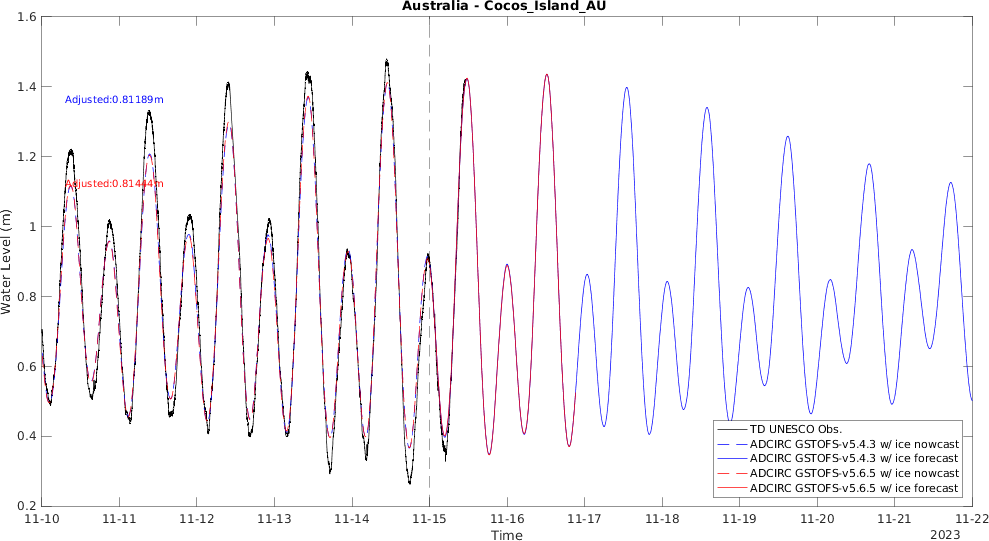 Australia - Cocos_Island_AU
1.6
1.4
1.2
1
0.8
0.6
0.4
0.2
Water Level (m)
Adjusted:0.81189m
Adjusted:0.81444m
TD UNESCO Obs.
ADCIRC GSTOFS-v5.4.3 w/ ice nowcast
ADCIRC GSTOFS-v5.4.3 w/ ice forecast
ADCIRC GSTOFS-v5.6.5 w/ ice nowcast
ADCIRC GSTOFS-v5.6.5 w/ ice forecast
11-10 11-11 11-12 11-13 11-14 11-15 11-16 11-17 11-18 11-19 11-20 11-21 11-22
Time
2023